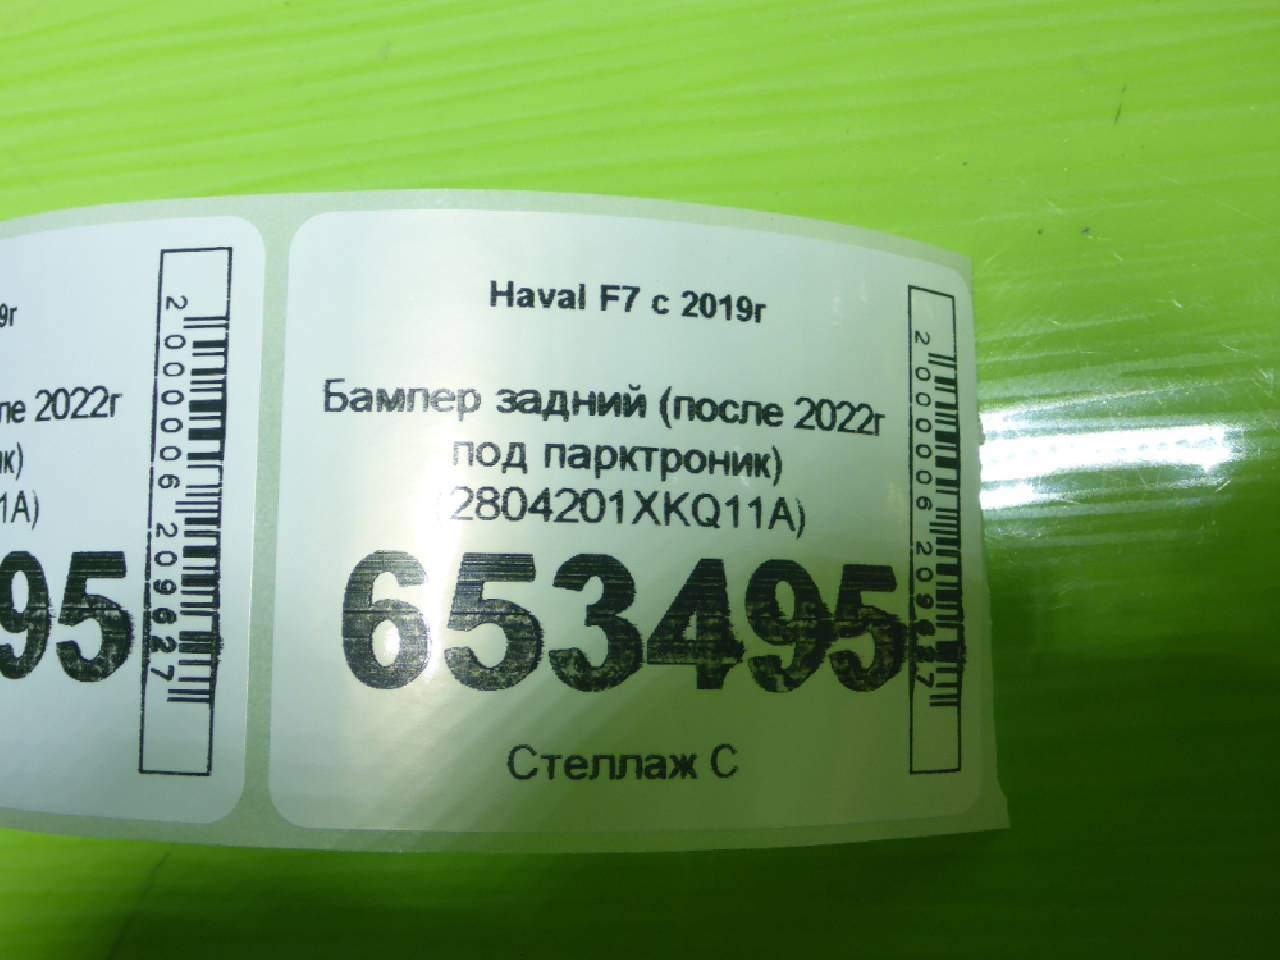 9г
ле 2022г
ик)
1A)
95
2000006209627
Haval F7 с 2019г
Бампер задний (после 2022г
под парктроник)
(2804201XKQ11A)
653495
Стеллаж С
2000006209627